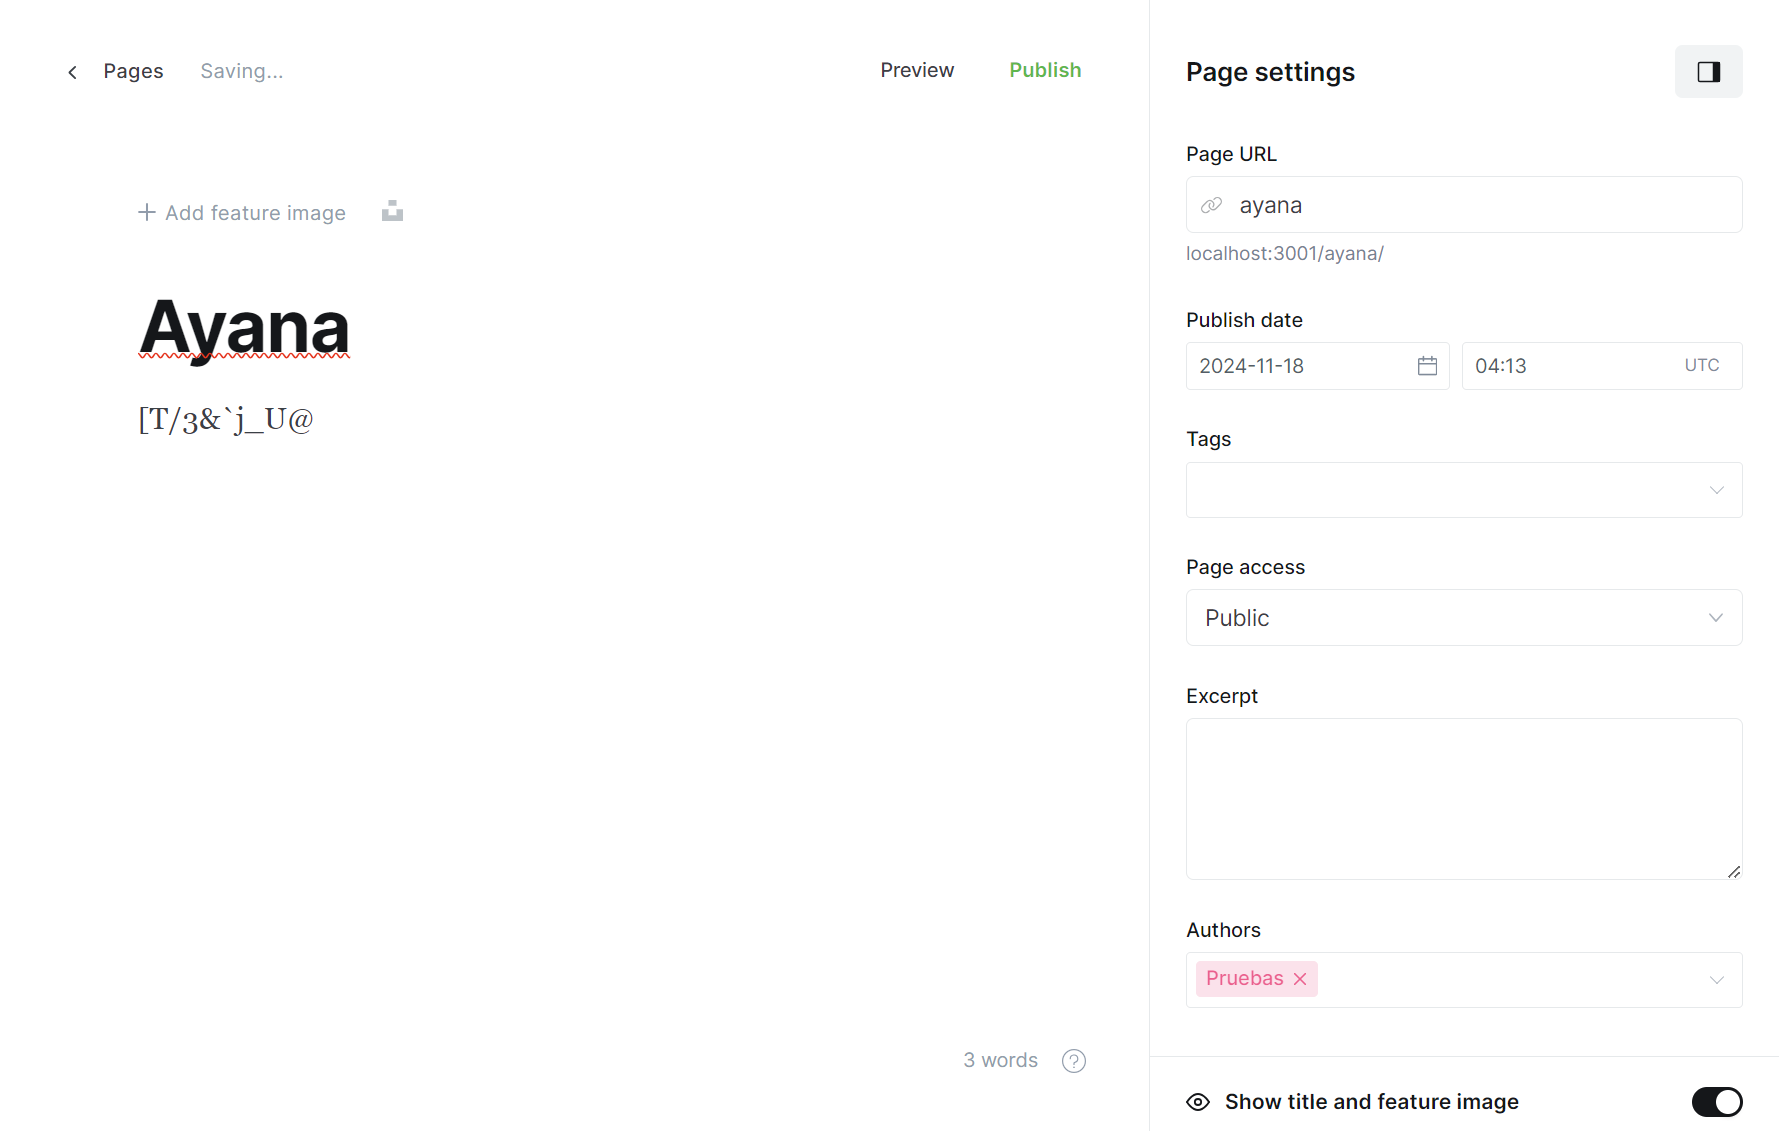 Pages Saving... Preview Publish
Add feature image
Ayana
[T/3&`j_U@
3 words ?
Page settings
Page URL
ayana
localhost:3001/ayana/
Publish date
2024-11-18 04:13 UTC
Tags
Page access
Public
Excerpt
Authors
Pruebas
Show title and feature image